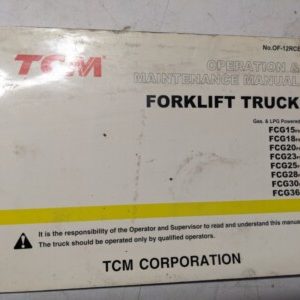 No.OF-12RCE
TCM
OPERATION &
MAINTENANCE MANUAL
FORKLIFT TRUCK
Gas. & LPG Powered
FCG15
FCG18
FCG20
FCG23
FCG25
FCG28
FCG30
FCG36
It is the responsibility of the Operator and Supervisor to read and understand this manual
The truck should be operated only by qualified operators.
TCM CORPORATION